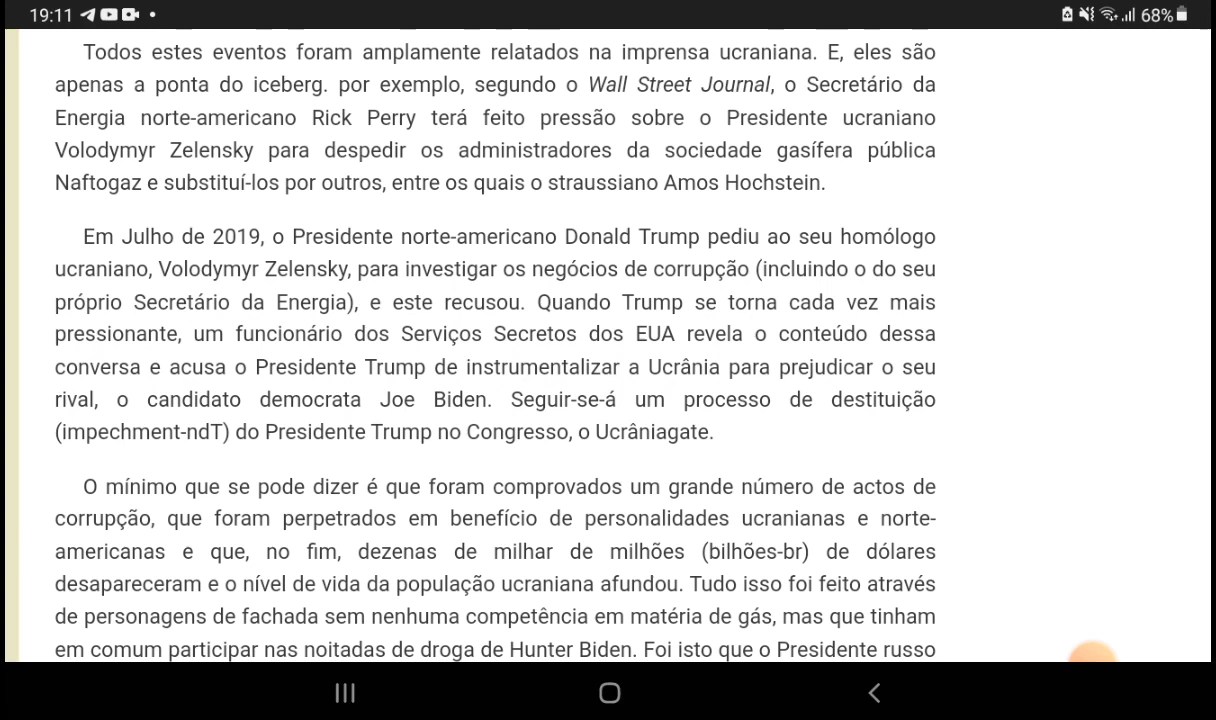 19:11
68%
Todos estes eventos foram amplamente relatados na imprensa ucraniana. E, eles são
apenas a ponta do iceberg. por exemplo, segundo o Wall Street Journal, o Secretário da
Energia norte-americano Rick Perry terá feito pressão sobre o Presidente ucraniano
Volodymyr Zelensky para despedir os administradores da sociedade gasífera pública
Naftogaz e substituí-los por outros, entre os quais o straussiano Amos Hochstein.
Em Julho de 2019, o Presidente norte-americano Donald Trump pediu ao seu homólogo
ucraniano, Volodymyr Zelensky, para investigar os negócios de corrupção (incluindo o do seu
próprio Secretário da Energia), e este recusou. Quando Trump se torna cada vez mais
pressionante, um funcionário dos Serviços Secretos dos EUA revela o conteúdo dessa
conversa e acusa o Presidente Trump de instrumentalizar a Ucrânia para prejudicar o seu
rival, o candidato democrata Joe Biden. Seguir-se-á um processo de destituição
(impechment-ndT) do Presidente Trump no Congresso, o Ucrâniagate.
O mínimo que se pode dizer é que foram comprovados um grande número de actos de
corrupção, que foram perpetrados em benefício de personalidades ucranianas e norte-
americanas e que, no fim, dezenas de milhar de milhões (bilhões-br) de dólares
desapareceram e o nível de vida da população ucraniana afundou. Tudo isso foi feito através
de personagens de fachada sem nenhuma competência em matéria de gás, mas que tinham
em comum participar nas noitadas de droga de Hunter Biden. Foi isto que o Presidente russo